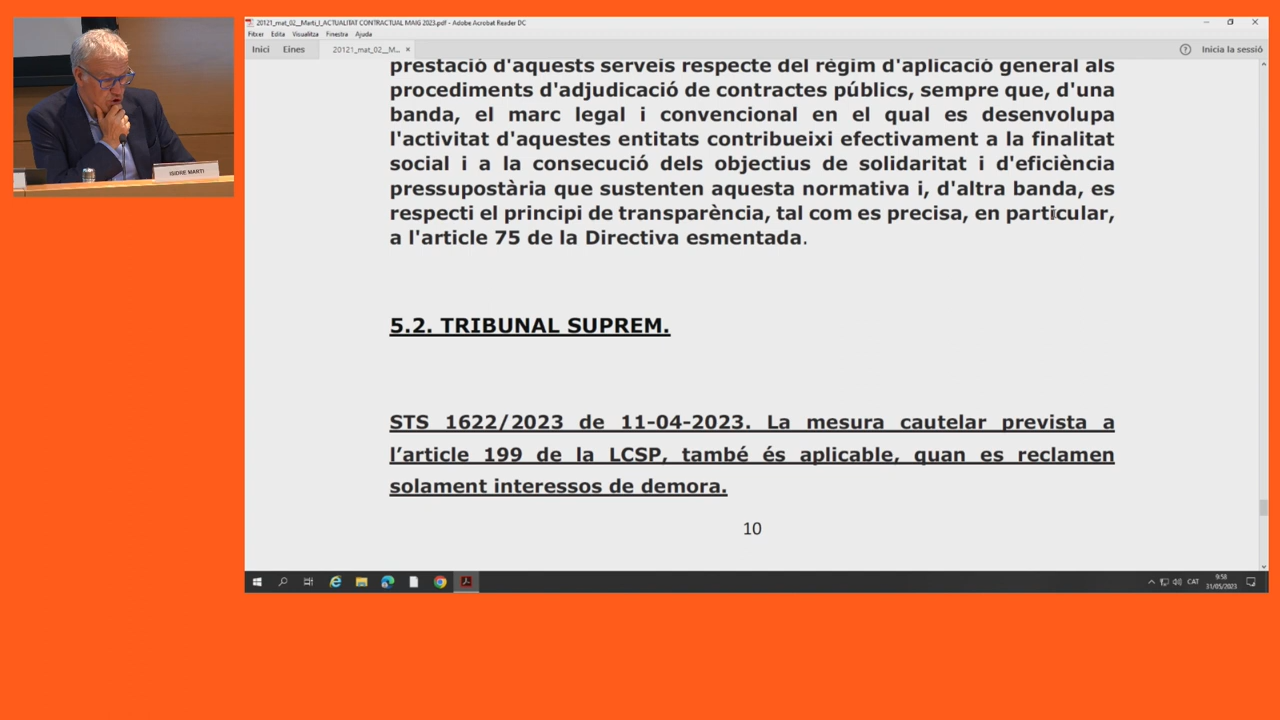 20121_mat_02__Marti_I_ACTUALITAT CONTRACTUAL MAIG 2023.pdf - Adobe Acrobat Reader DC
Fitxer Edita Visualitza Finestra Ajuda
Inici Eines 20121_mat_02__M... × Inicia la sessió
prestació d'aquests serveis respecte del règim d'aplicació general als
procediments d'adjudicació de contractes públics, sempre que, d'una
banda, el marc legal i convencional en el qual es desenvolupa
l'activitat d'aquestes entitats contribueixi efectivament a la finalitat
social i a la consecució dels objectius de solidaritat i d'eficiència
pressupostària que sustenten aquesta normativa i, d'altra banda, es
respecti el principi de transparència, tal com es precisa, en particular,
a l'article 75 de la Directiva esmentada.
5.2. TRIBUNAL SUPREM.
STS 1622/2023 de 11-04-2023. La mesura cautelar prevista a
l’article 199 de la LCSP, també és aplicable, quan es reclamen
solament interessos de demora.
10
ISIDRE MARTI
CAT
9:58
31/05/2023